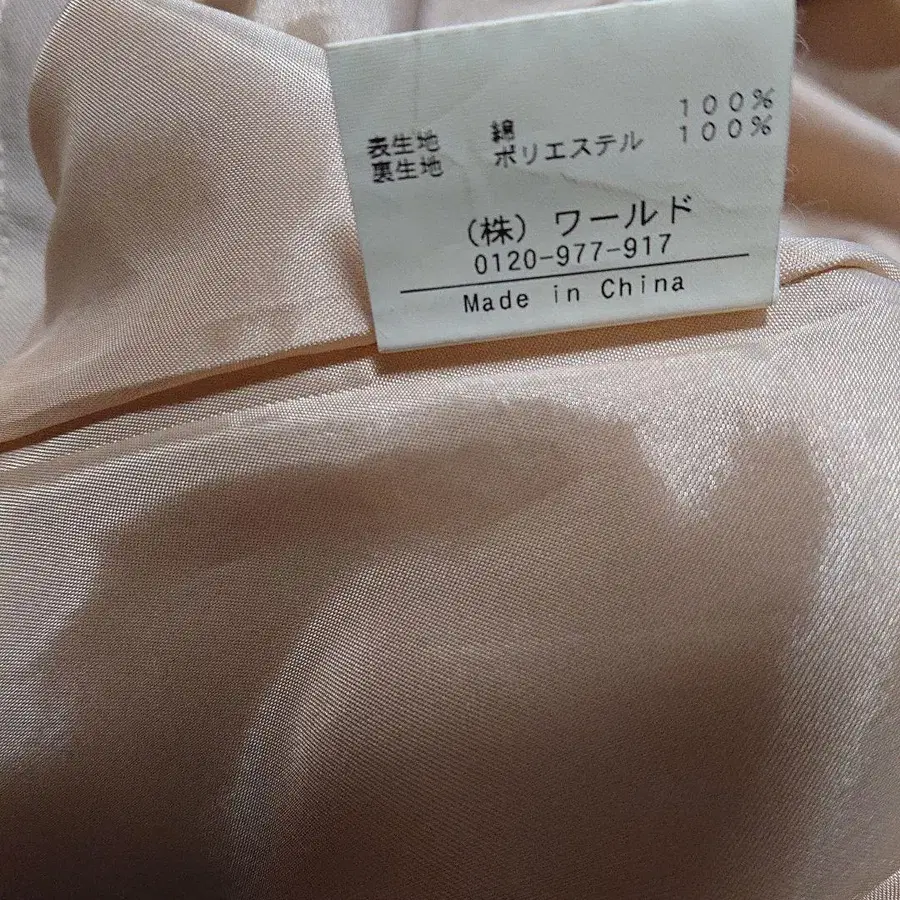 表生地 綿 100%
裏生地 ポリエステル 100%
(株) ワールド
0120-977-917
Made in China